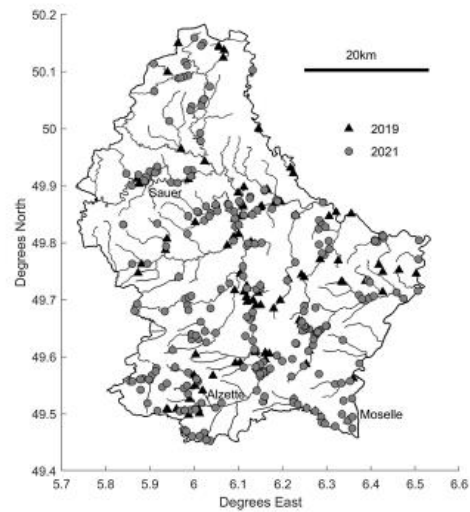 50.2
50.1
50
49.9
49.8
49.7
49.6
49.5
49.4
Degrees North
20km
2019
2021
Sauer
Alzette
Moselle
5.7 5.8 5.9 6 6.1 6.2 6.3 6.4 6.5 6.6
Degrees East